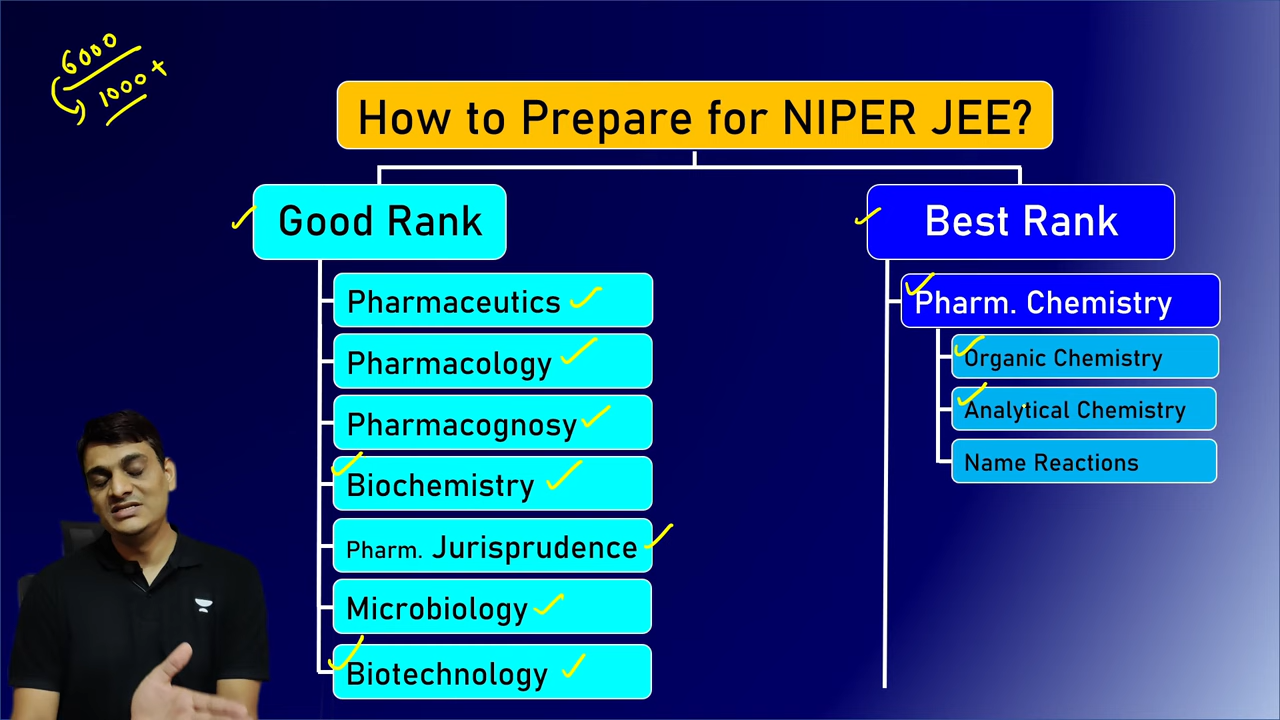 6000
1000+
How to Prepare for NIPER JEE?
Good Rank
Pharmaceutics
Pharmacology
Pharmacognosy
Biochemistry
Pharm. Jurisprudence
Microbiology
Biotechnology
Best Rank
Pharm. Chemistry
Organic Chemistry
Analytical Chemistry
Name Reactions